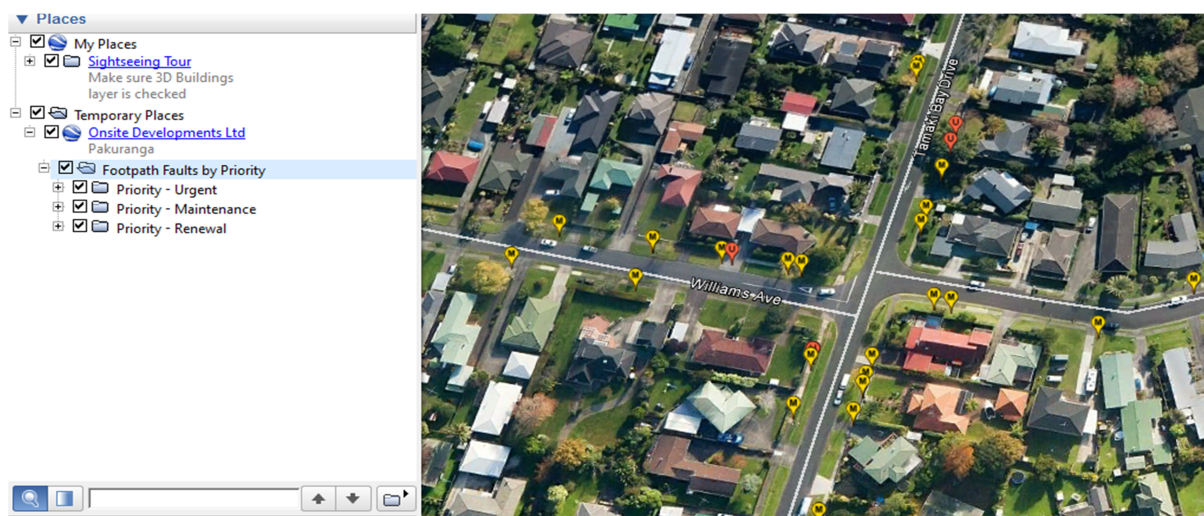 Places
My Places
Sightseeing Tour
Make sure 3D Buildings
layer is checked
Temporary Places
Onsite Developments Ltd
Pakuranga
Footpath Faults by Priority
Priority - Urgent
Priority - Maintenance
Priority - Renewal
M
Tamaki Bay Drive
U
U
M
M
M
M
M
M
U
M
M
M
M
M
Williams Ave
M
M
M
M
M
M
M
M
M
M
M